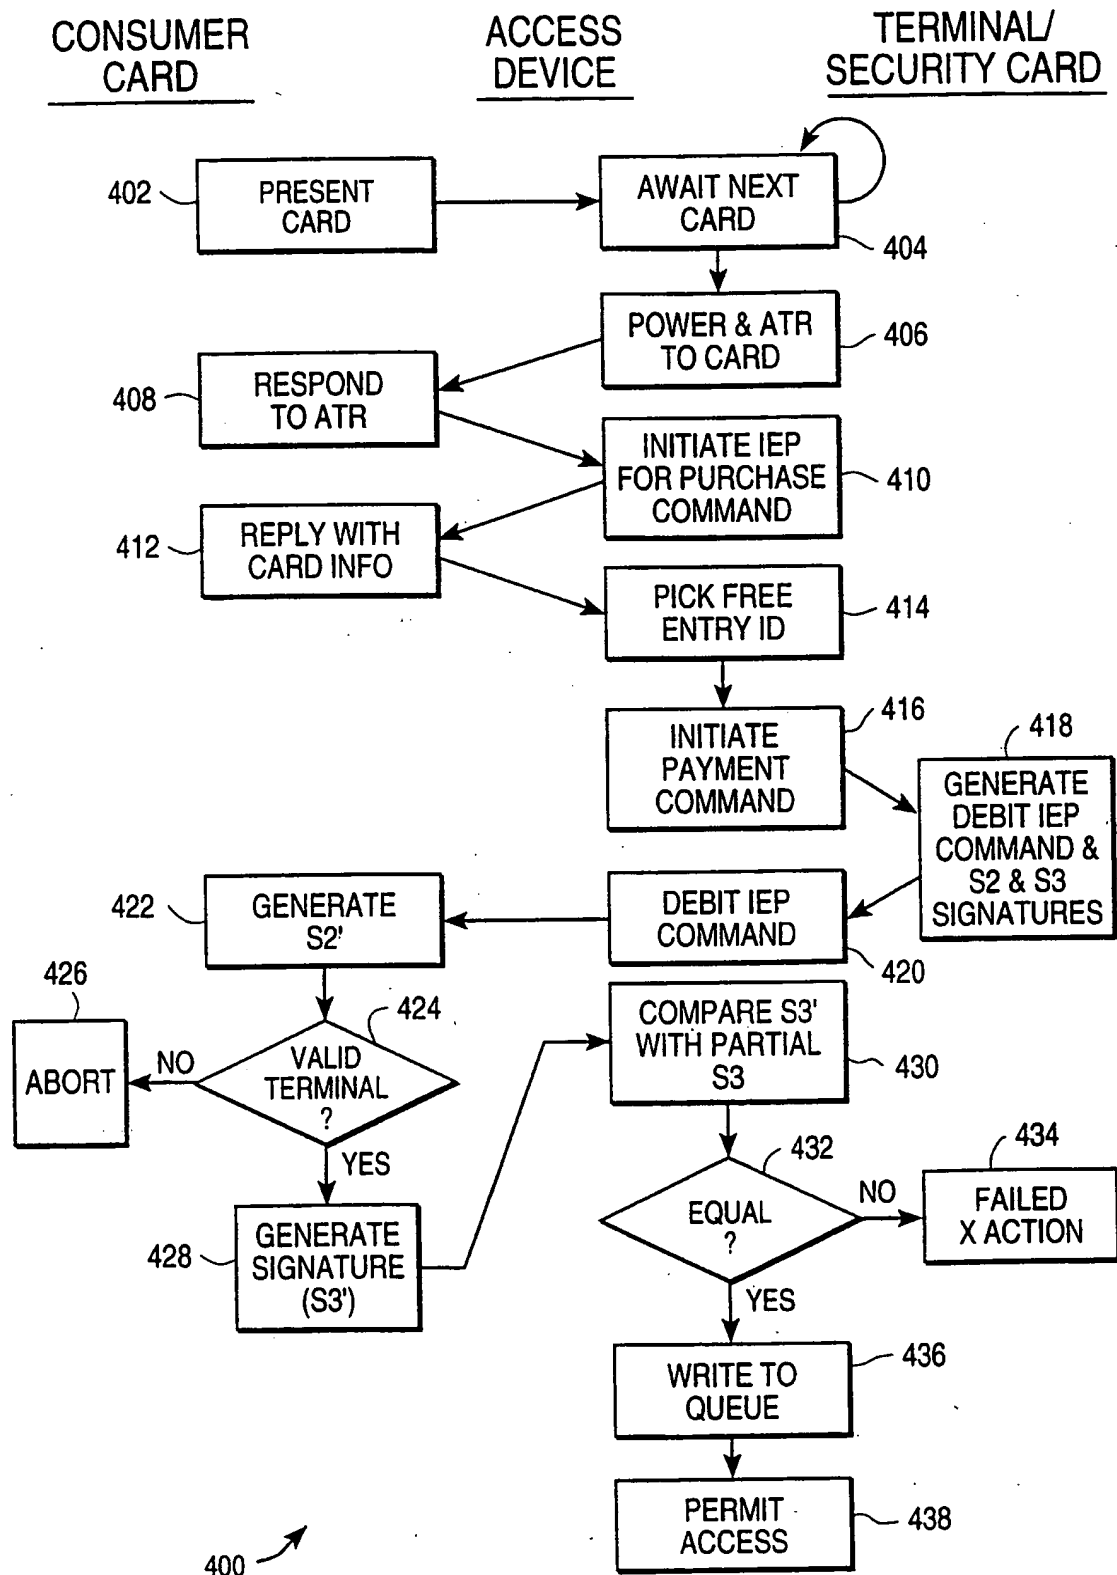 CONSUMER
CARD
ACCESS
DEVICE
TERMINAL/
SECURITY CARD
402
PRESENT
CARD
AWAIT NEXT
CARD
404
POWER & ATR
TO CARD
406
408
RESPOND
TO ATR
INITIATE IEP
FOR PURCHASE
COMMAND
410
412
REPLY WITH
CARD INFO
PICK FREE
ENTRY ID
414
INITIATE
PAYMENT
COMMAND
416
418
GENERATE
DEBIT IEP
COMMAND &
S2 & S3
SIGNATURES
DEBIT IEP
COMMAND
420
422
GENERATE
S2'
424
VALID
TERMINAL
?
NO
426
ABORT
YES
428
GENERATE
SIGNATURE
(S3')
COMPARE S3'
WITH PARTIAL
S3
430
432
EQUAL
?
NO
434
FAILED
X ACTION
YES
WRITE TO
QUEUE
436
PERMIT
ACCESS
438
400